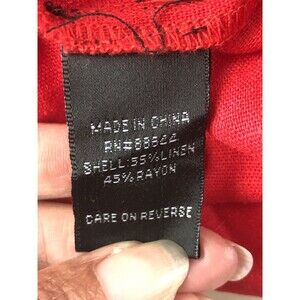 MADE IN CHINA
RN#88644
SHELL: 55% LINEN
45% RAYON
CARE ON REVERSE